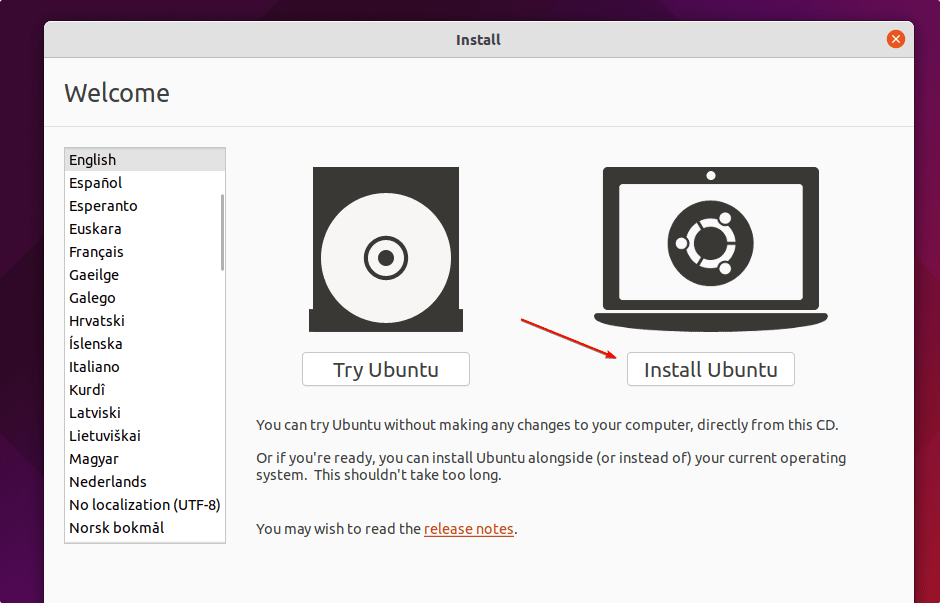 Install
Welcome
English
Español
Esperanto
Euskara
Français
Gaeilge
Galego
Hrvatski
Íslenska
Italiano
Kurdî
Latviski
Lietuviškai
Magyar
Nederlands
No localization (UTF-8)
Norsk bokmål
Try Ubuntu
Install Ubuntu
You can try Ubuntu without making any changes to your computer, directly from this CD.
Or if you're ready, you can install Ubuntu alongside (or instead of) your current operating
system.  This shouldn't take too long.
You may wish to read the release notes.